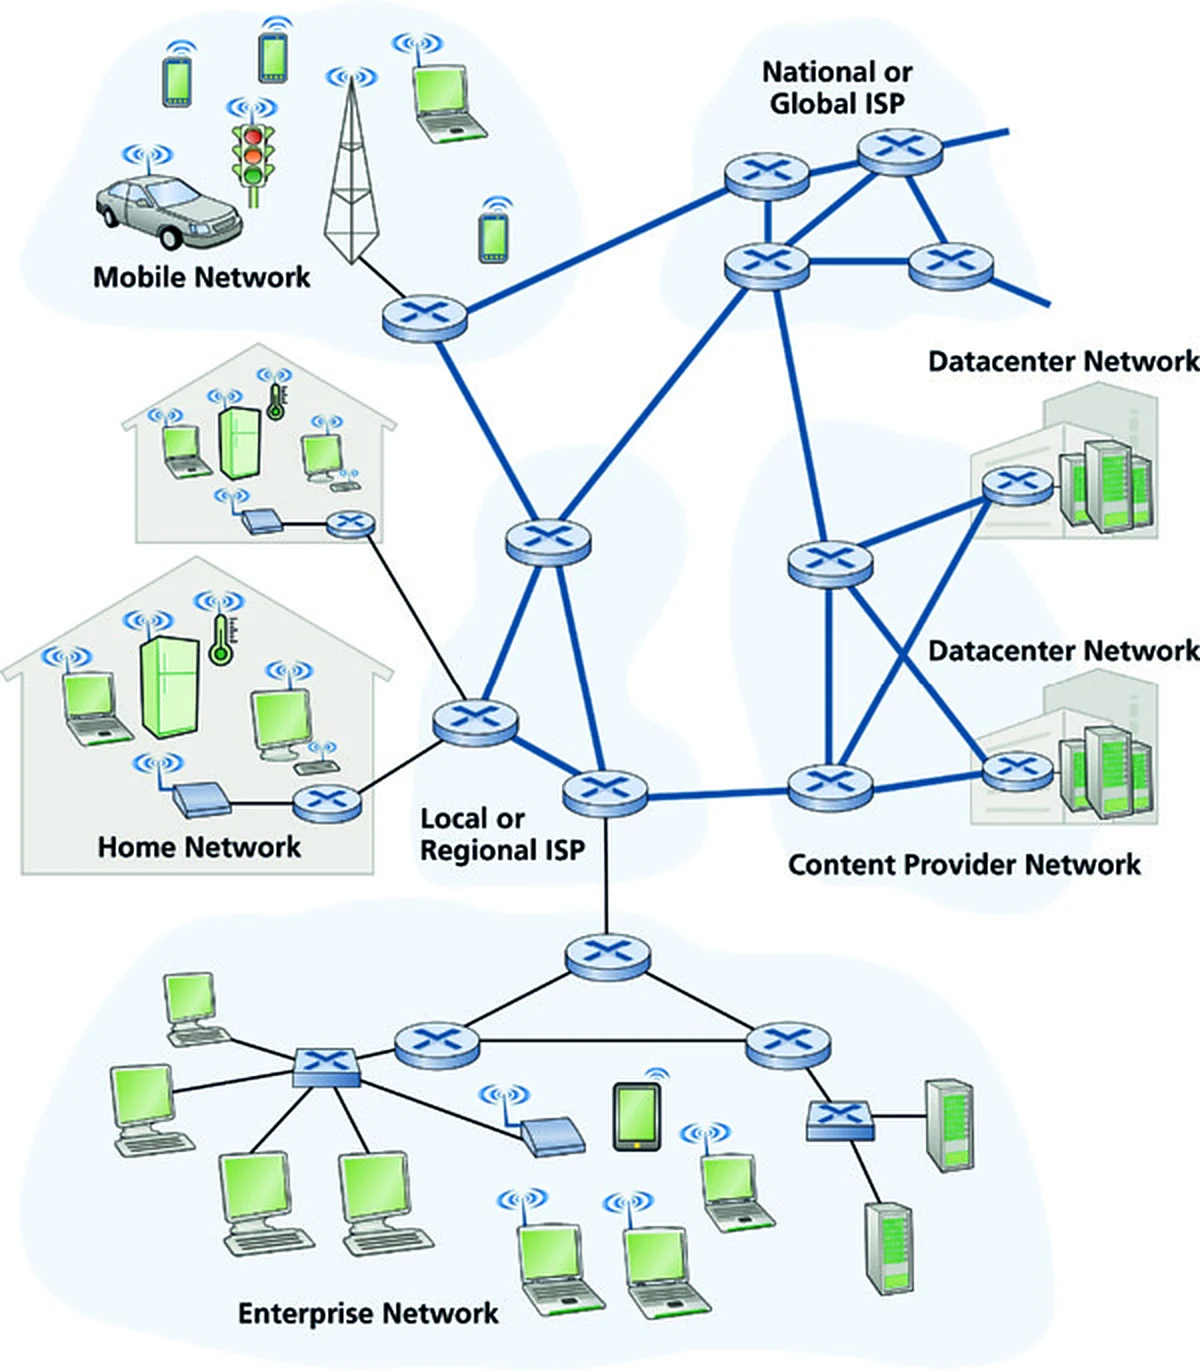 National or
Global ISP
Mobile Network
Datacenter Network
Datacenter Network
Home Network
Local or
Regional ISP
Content Provider Network
Enterprise Network